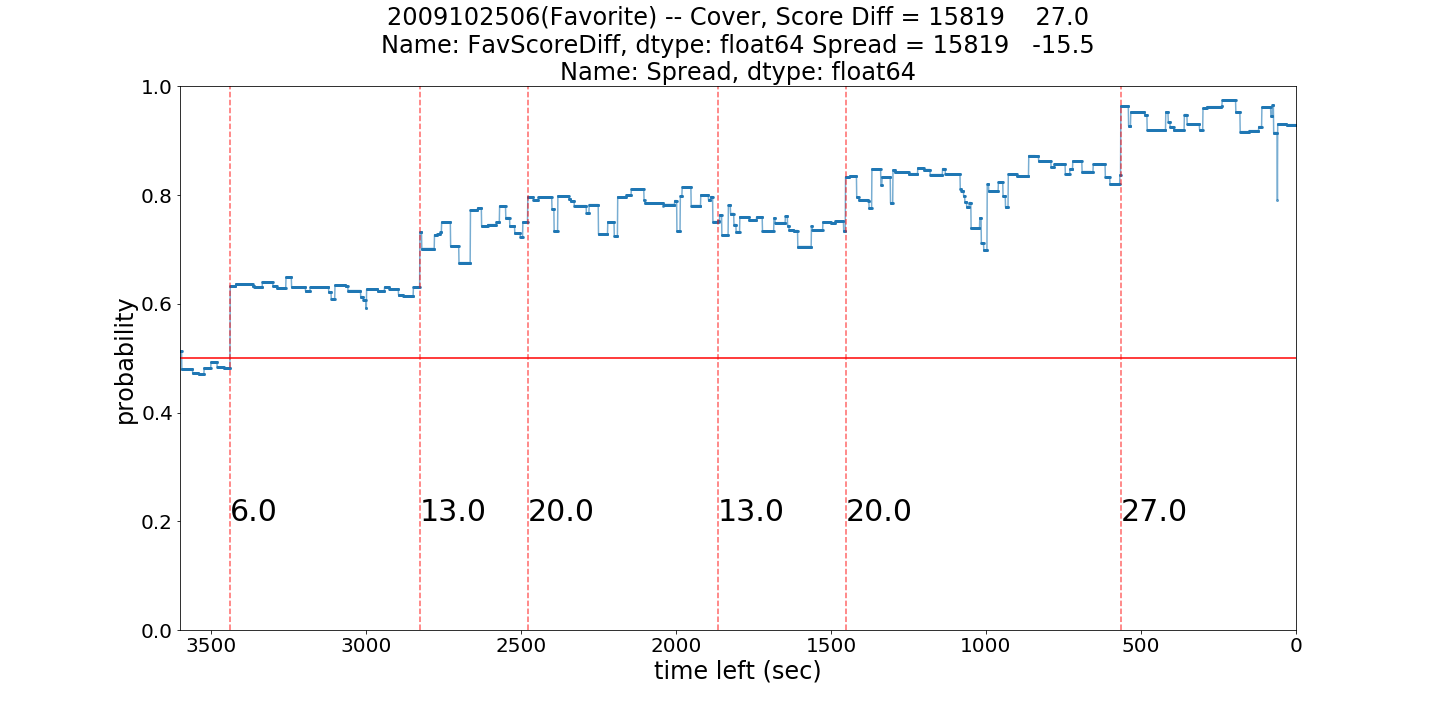 2009102506(Favorite) -- Cover, Score Diff = 15819    27.0
Name: FavScoreDiff, dtype: float64 Spread = 15819   -15.5
Name: Spread, dtype: float64
1.0
0.8
0.6
0.4
0.2
0.0
probability
6.0 13.0 20.0 13.0 20.0 27.0
3500 3000 2500 2000 1500 1000 500 0
time left (sec)